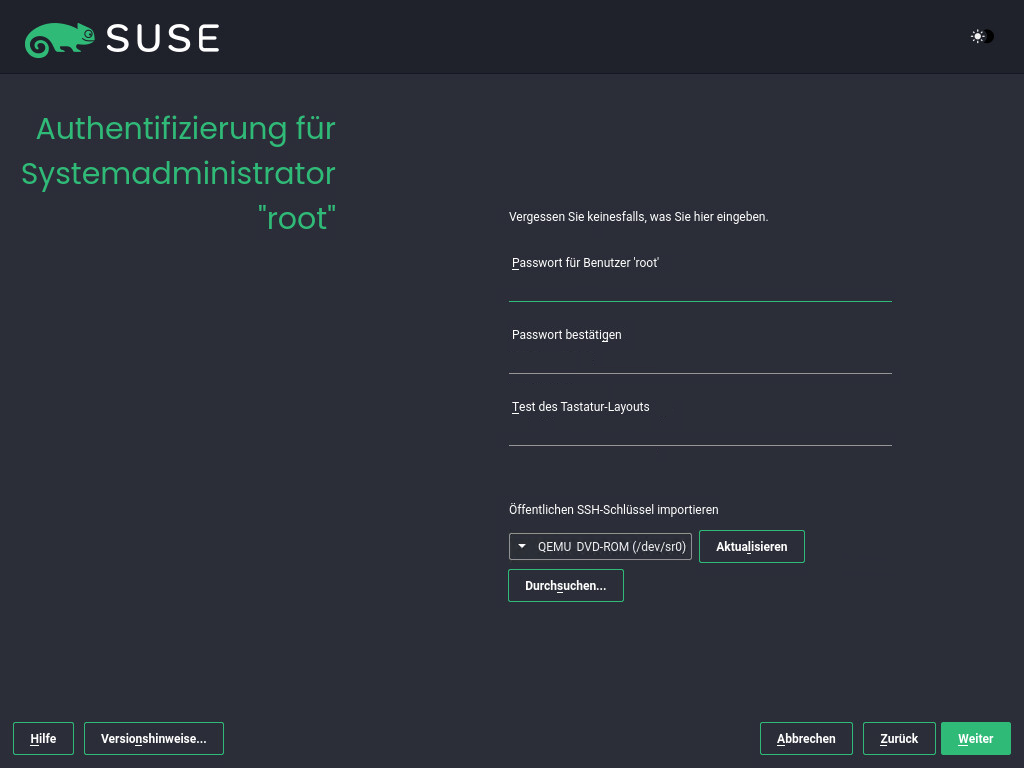 SUSE
Authentifizierung für
Systemadministrator
"root"
Vergessen Sie keinesfalls, was Sie hier eingeben.
Passwort für Benutzer 'root'
Passwort bestätigen
Test des Tastatur-Layouts
Öffentlichen SSH-Schlüssel importieren
QEMU DVD-ROM (/dev/sr0) Aktualisieren
Durchsuchen...
Hilfe Versionshinweise... Abbrechen Zurück Weiter